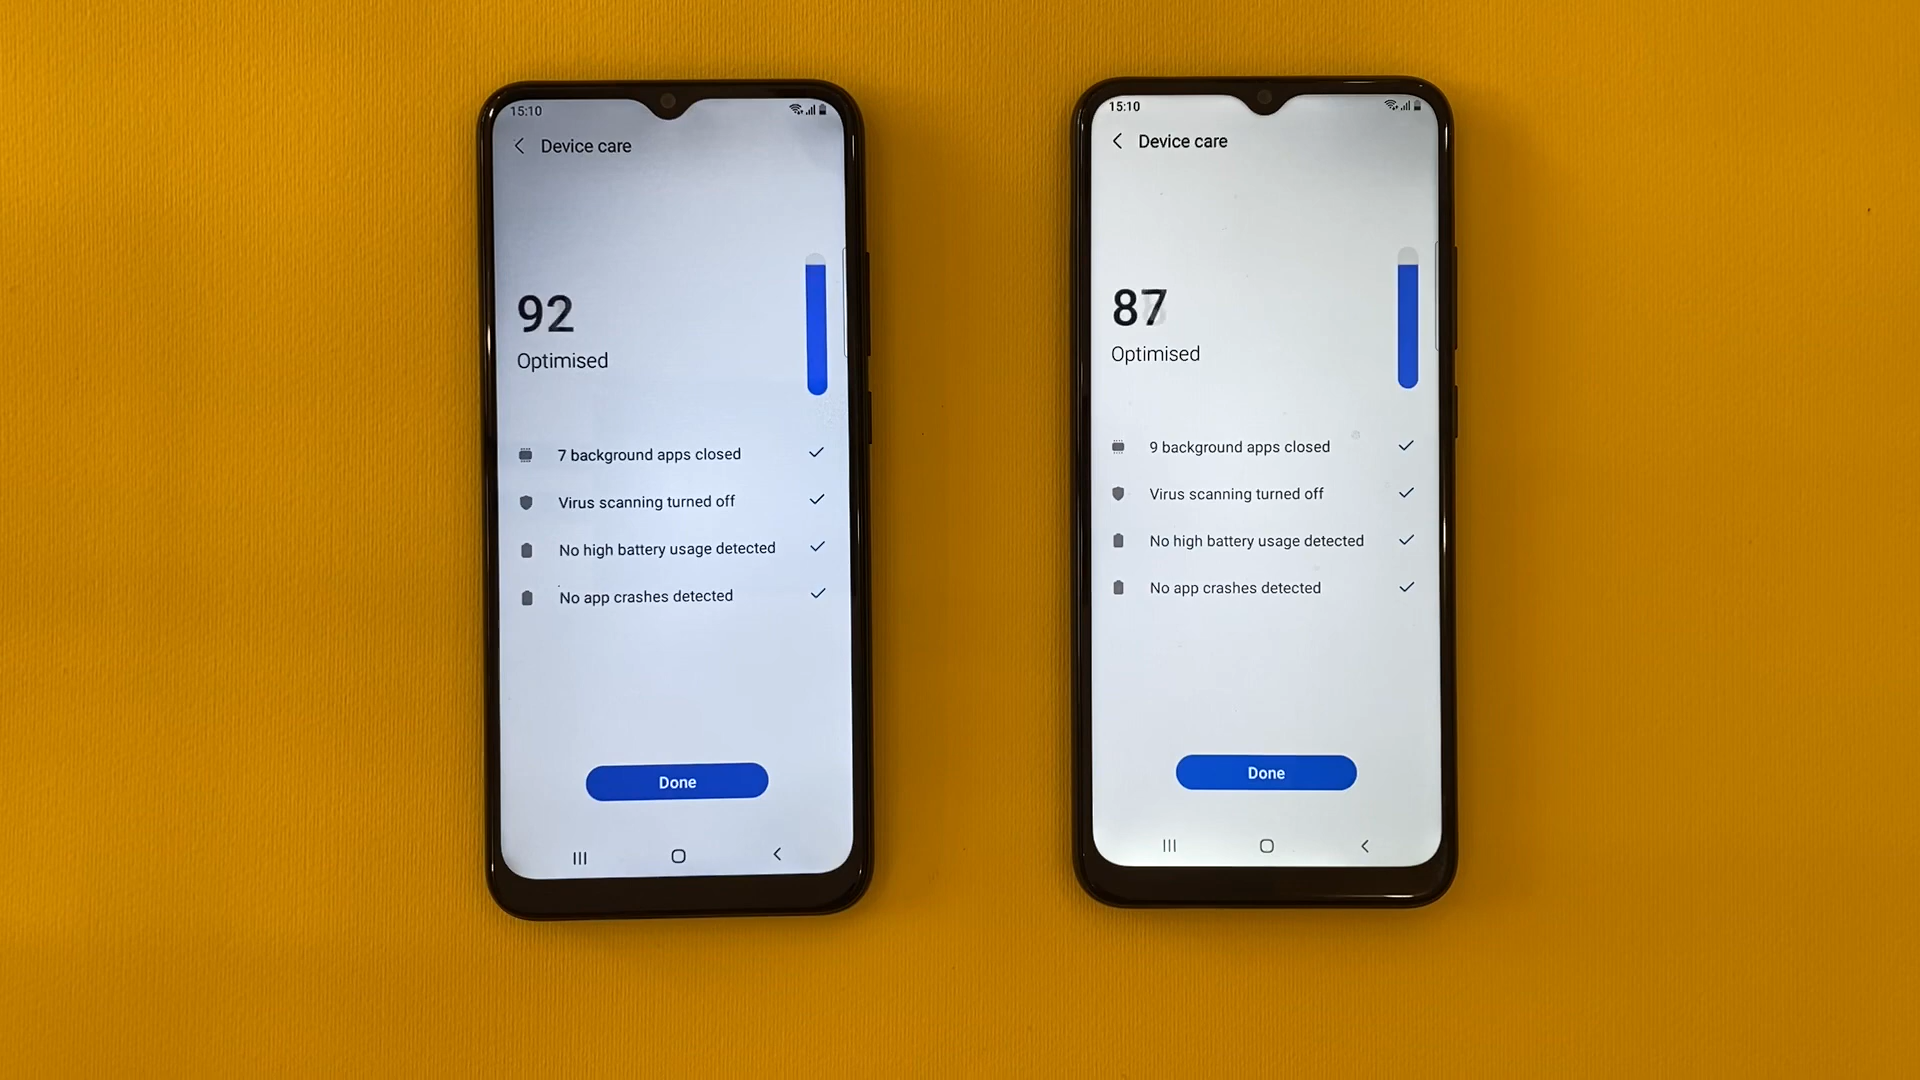 15:10
Device care
92
Optimised
7 background apps closed
Virus scanning turned off
No high battery usage detected
No app crashes detected
Done
15:10
Device care
87
Optimised
9 background apps closed
Virus scanning turned off
No high battery usage detected
No app crashes detected
Done